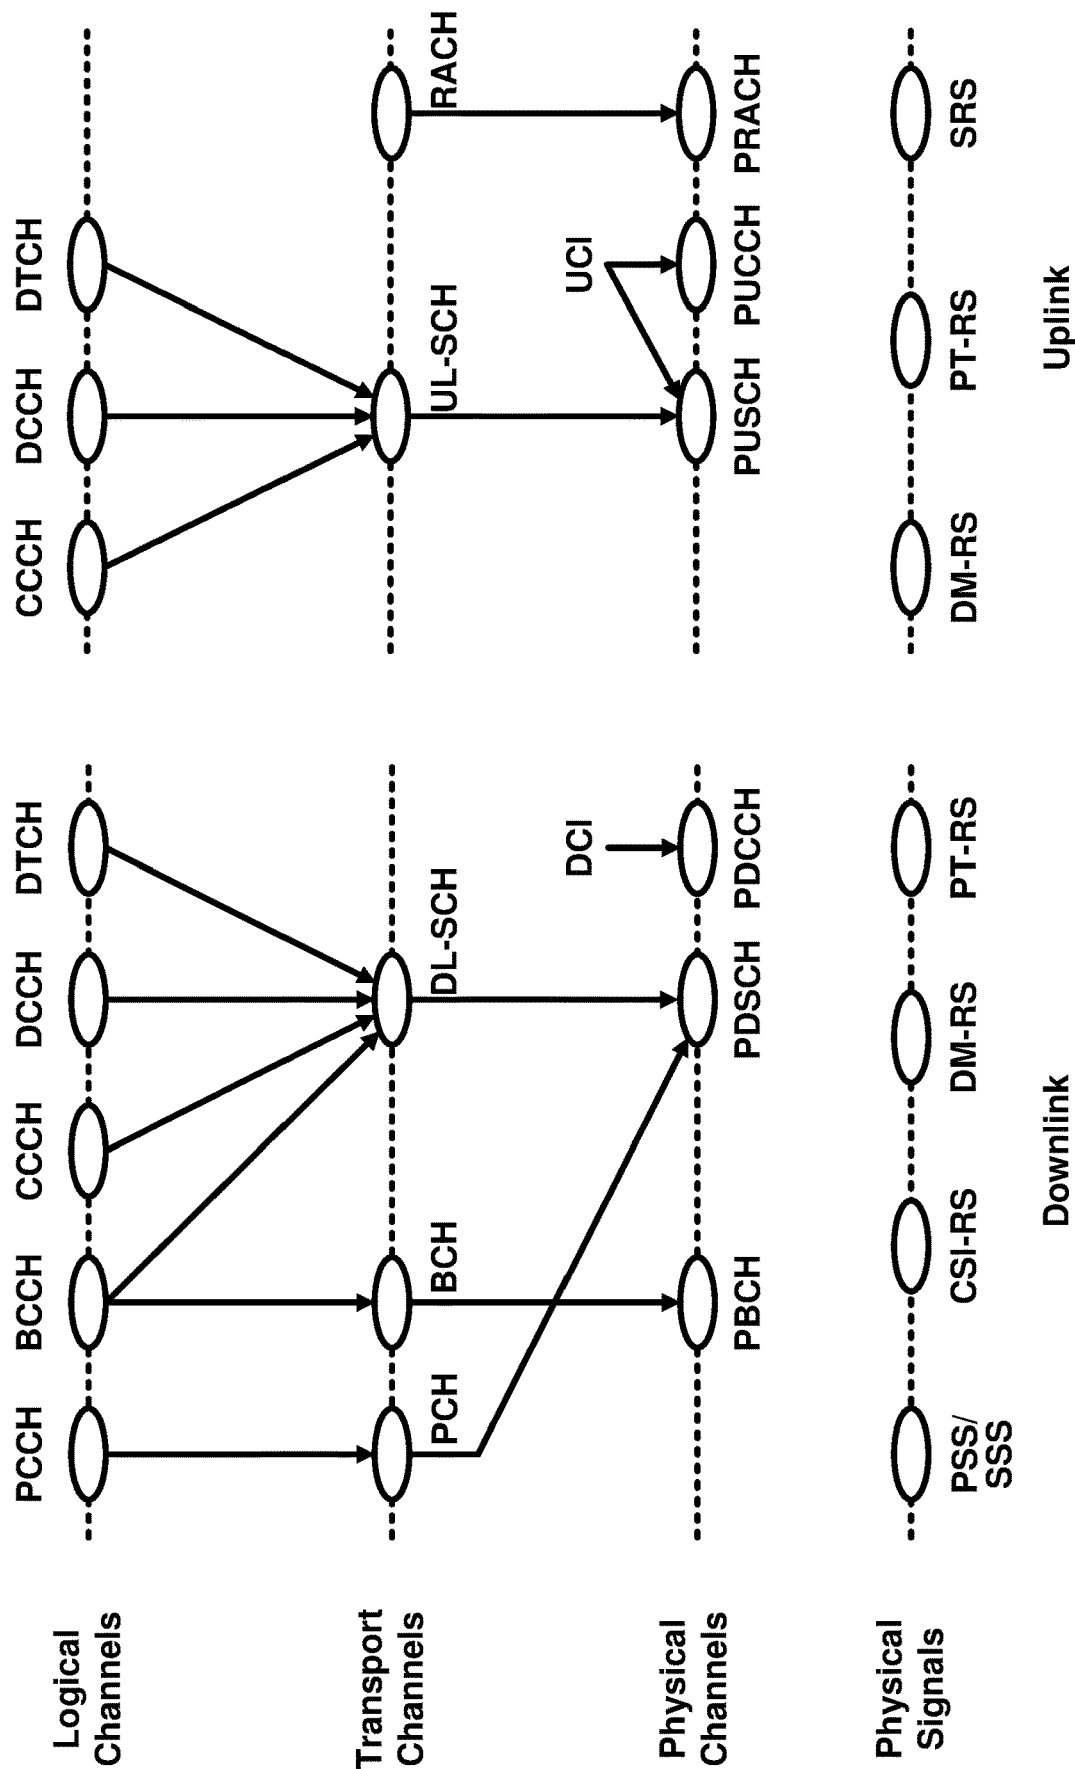 PCCH BCCH CCCH DCCH DTCH CCCH DCCH DTCH
Logical
Channels
Transport
Channels
PCH BCH DL-SCH UL-SCH RACH
DCI UCI
Physical
Channels
PBCH PDSCH PDCCH PUSCH PUCCH PRACH
Physical
Signals
PSS/
SSS
CSI-RS DM-RS PT-RS DM-RS PT-RS SRS
Downlink Uplink